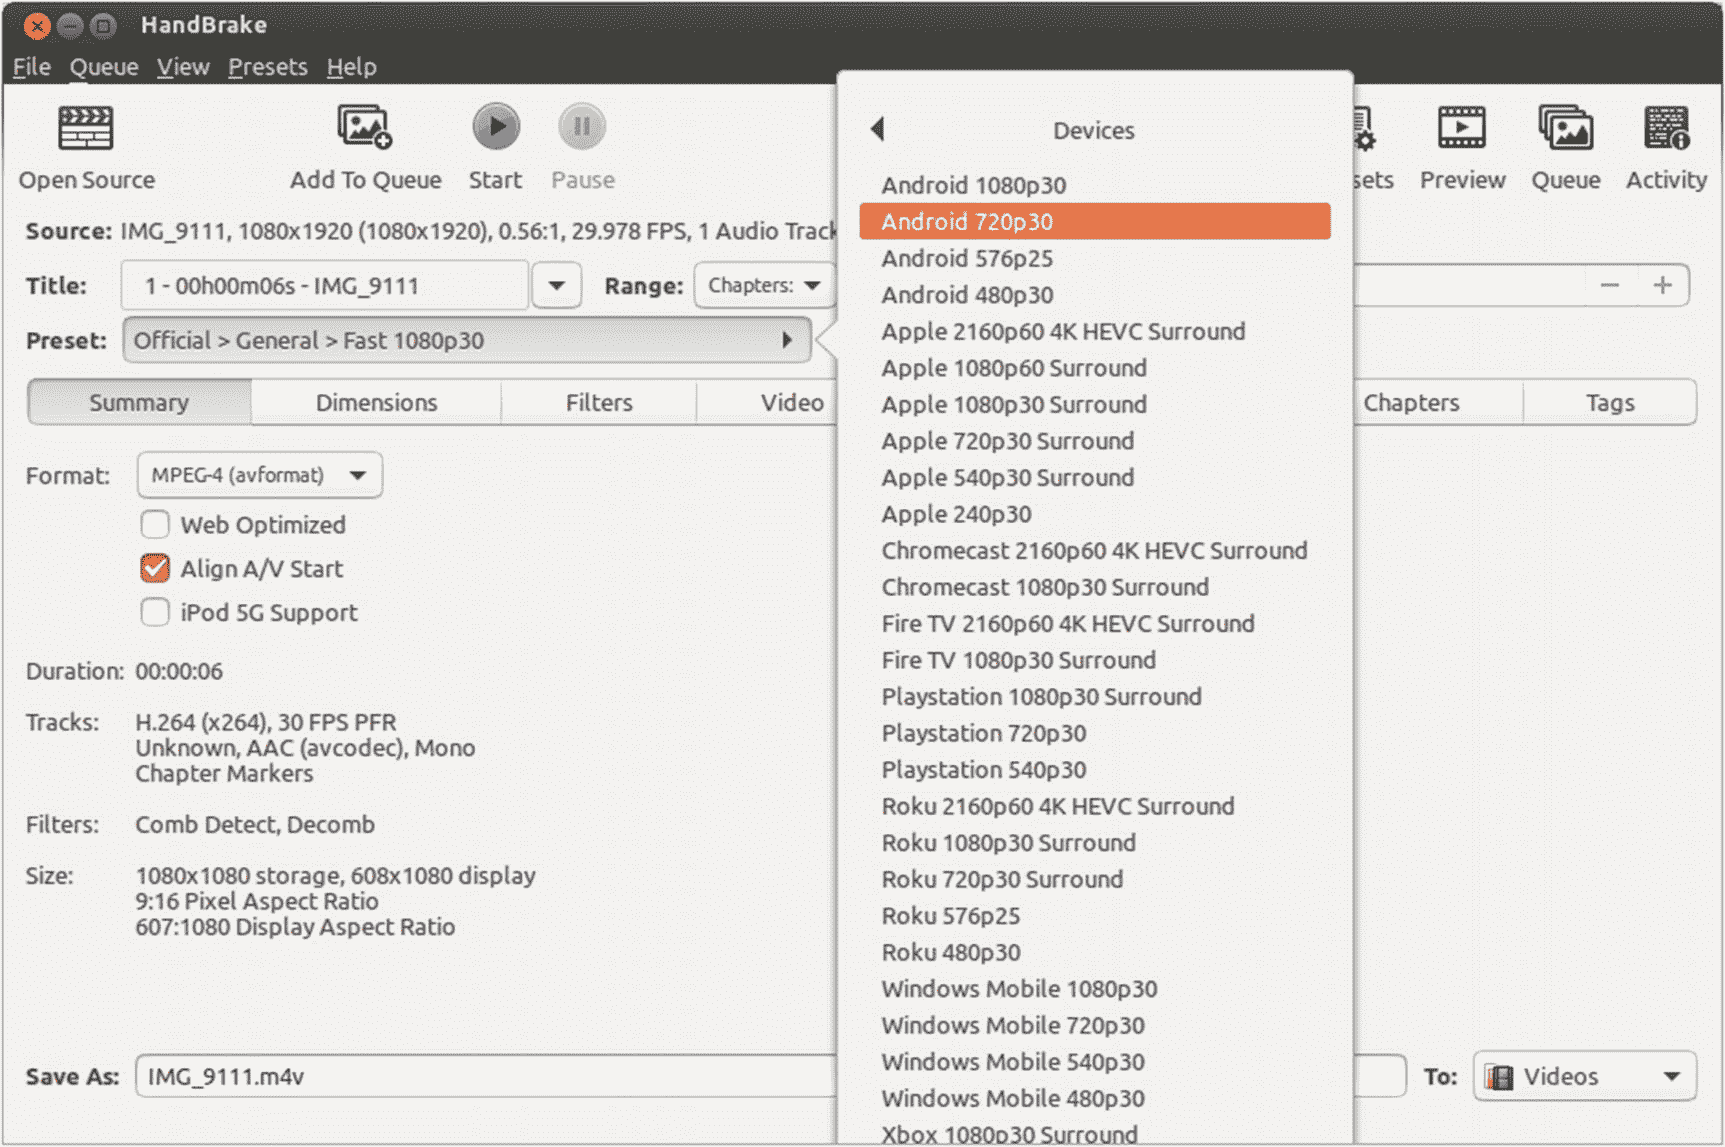 HandBrake
File Queue View Presets Help
Open Source
Add To Queue
Start
Pause
sets
Preview
Queue
Activity
Source: IMG_9111, 1080x1920 (1080x1920), 0.56:1, 29.978 FPS, 1 Audio Track
Title: 1 - 00h00m06s - IMG_9111
Range: Chapters:
Preset: Official > General > Fast 1080p30
Summary
Dimensions
Filters
Video
Chapters
Tags
Format: MPEG-4 (avformat)
Web Optimized
Align A/V Start
iPod 5G Support
Duration: 00:00:06
Tracks: H.264 (x264), 30 FPS PFR
Unknown, AAC (avcodec), Mono
Chapter Markers
Filters: Comb Detect, Decomb
Size: 1080x1080 storage, 608x1080 display
9:16 Pixel Aspect Ratio
607:1080 Display Aspect Ratio
Save As: IMG_9111.m4v
To: Videos
Devices
Android 1080p30
Android 720p30
Android 576p25
Android 480p30
Apple 2160p60 4K HEVC Surround
Apple 1080p60 Surround
Apple 1080p30 Surround
Apple 720p30 Surround
Apple 540p30 Surround
Apple 240p30
Chromecast 2160p60 4K HEVC Surround
Chromecast 1080p30 Surround
Fire TV 2160p60 4K HEVC Surround
Fire TV 1080p30 Surround
Playstation 1080p30 Surround
Playstation 720p30
Playstation 540p30
Roku 2160p60 4K HEVC Surround
Roku 1080p30 Surround
Roku 720p30 Surround
Roku 576p25
Roku 480p30
Windows Mobile 1080p30
Windows Mobile 720p30
Windows Mobile 540p30
Windows Mobile 480p30
Xbox 1080p30 Surround